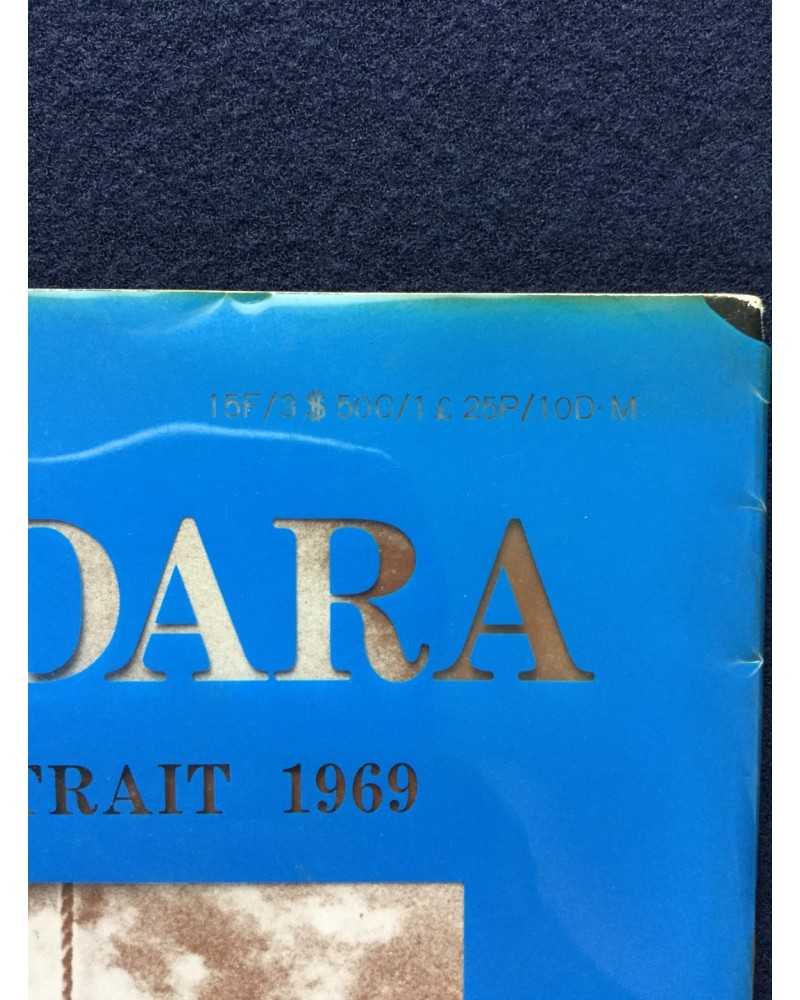 15F/3 $ 50C/1 £ 25P/10D·M
DARA
TRAIT 1969